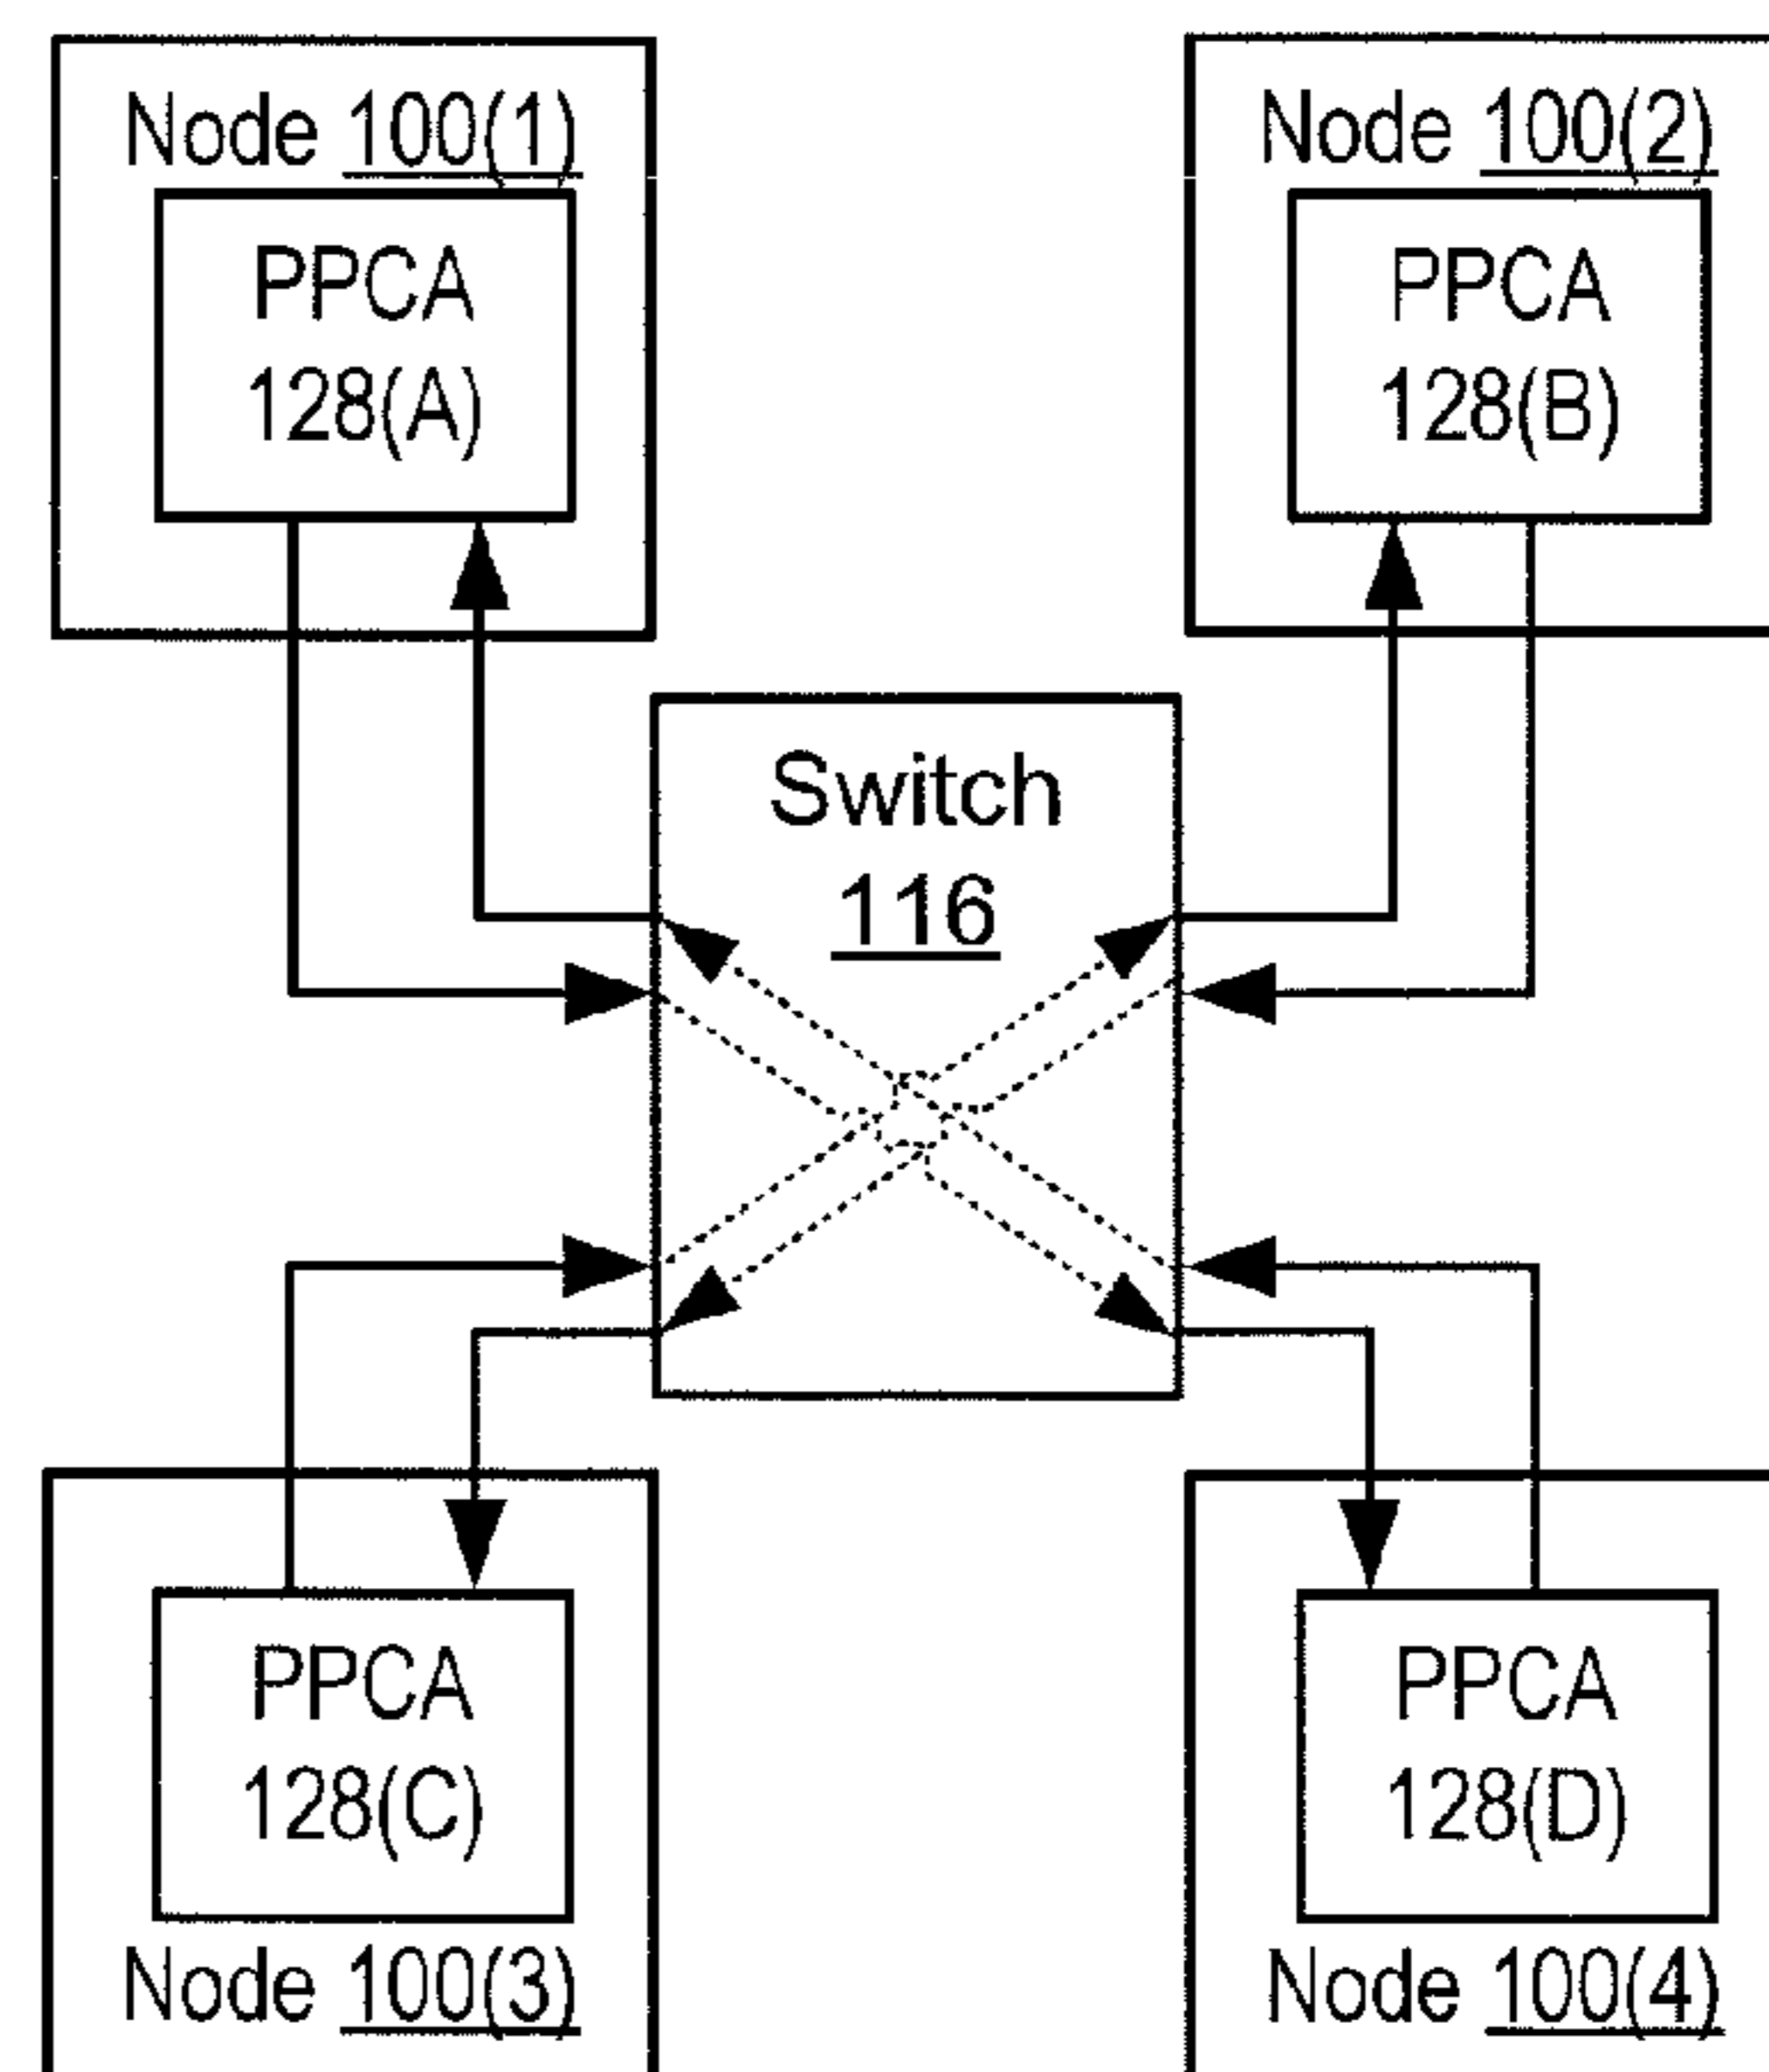 Node 100(1)
PPCA
128(A)
Node 100(2)
PPCA
128(B)
Switch
116
PPCA
128(C)
Node 100(3)
PPCA
128(D)
Node 100(4)